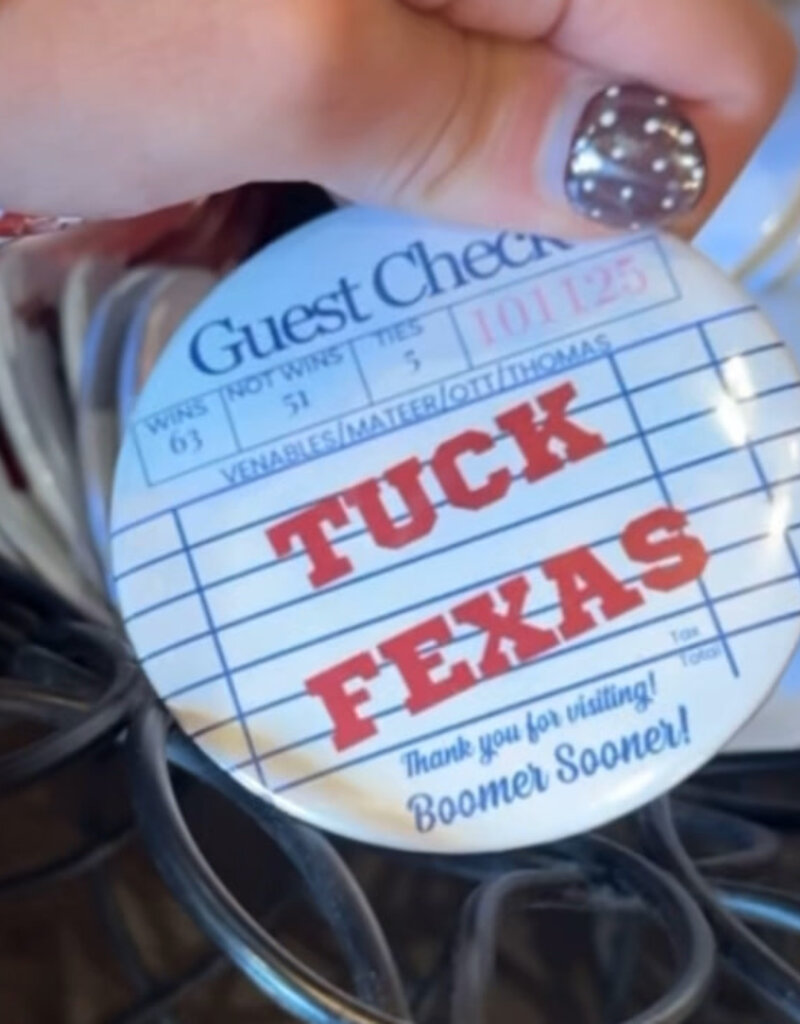 Guest Check
WINS NOT WINS TIES 101125
63 51 5
VENABLES/MATEER/OTT/THOMAS
TUCK
FEXAS
Tax
Total
Thank you for visiting!
Boomer Sooner!